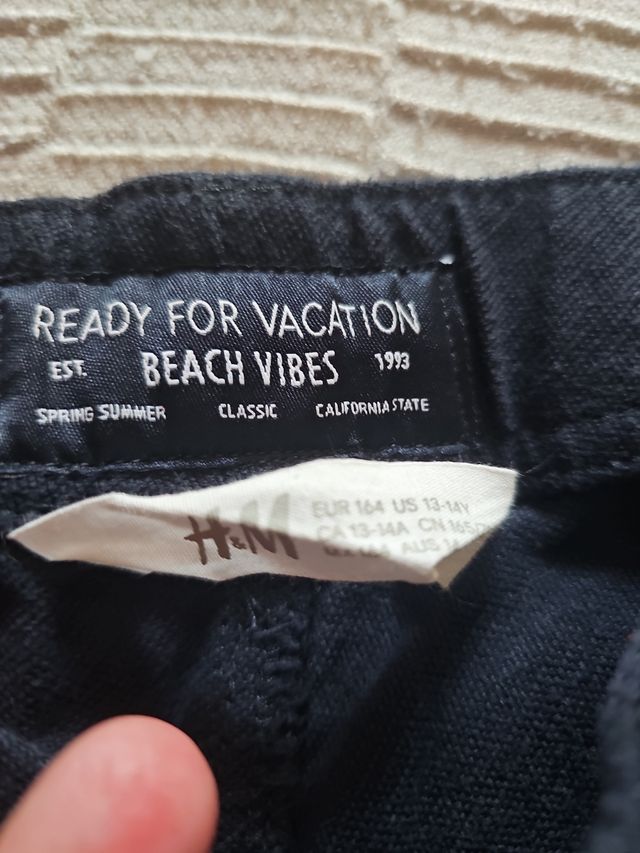 READY FOR VACATION
EST. BEACH VIBES 1993
SPRING SUMMER CLASSIC CALIFORNIA STATE
H&M
EUR 164 US 13-14Y
CA 13-14A